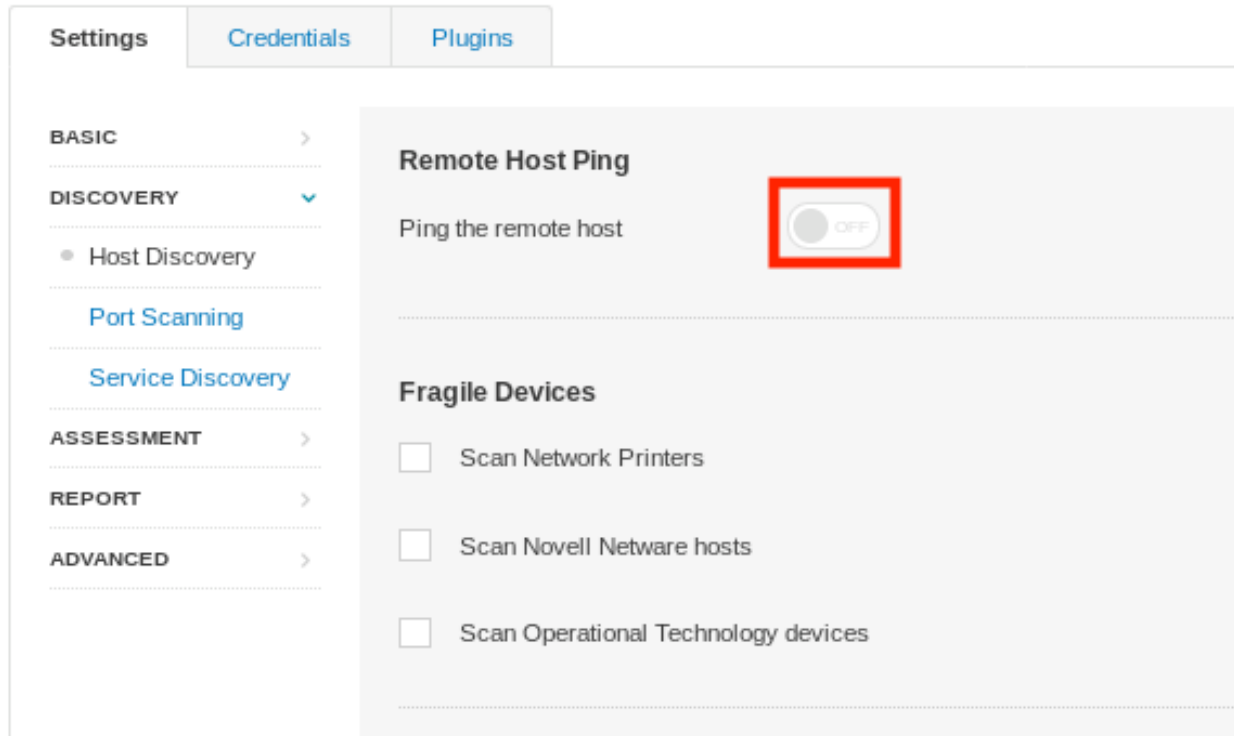 Settings Credentials Plugins
BASIC
DISCOVERY
Host Discovery
Port Scanning
Service Discovery
ASSESSMENT
REPORT
ADVANCED
Remote Host Ping
Ping the remote host OFF
Fragile Devices
Scan Network Printers
Scan Novell Netware hosts
Scan Operational Technology devices